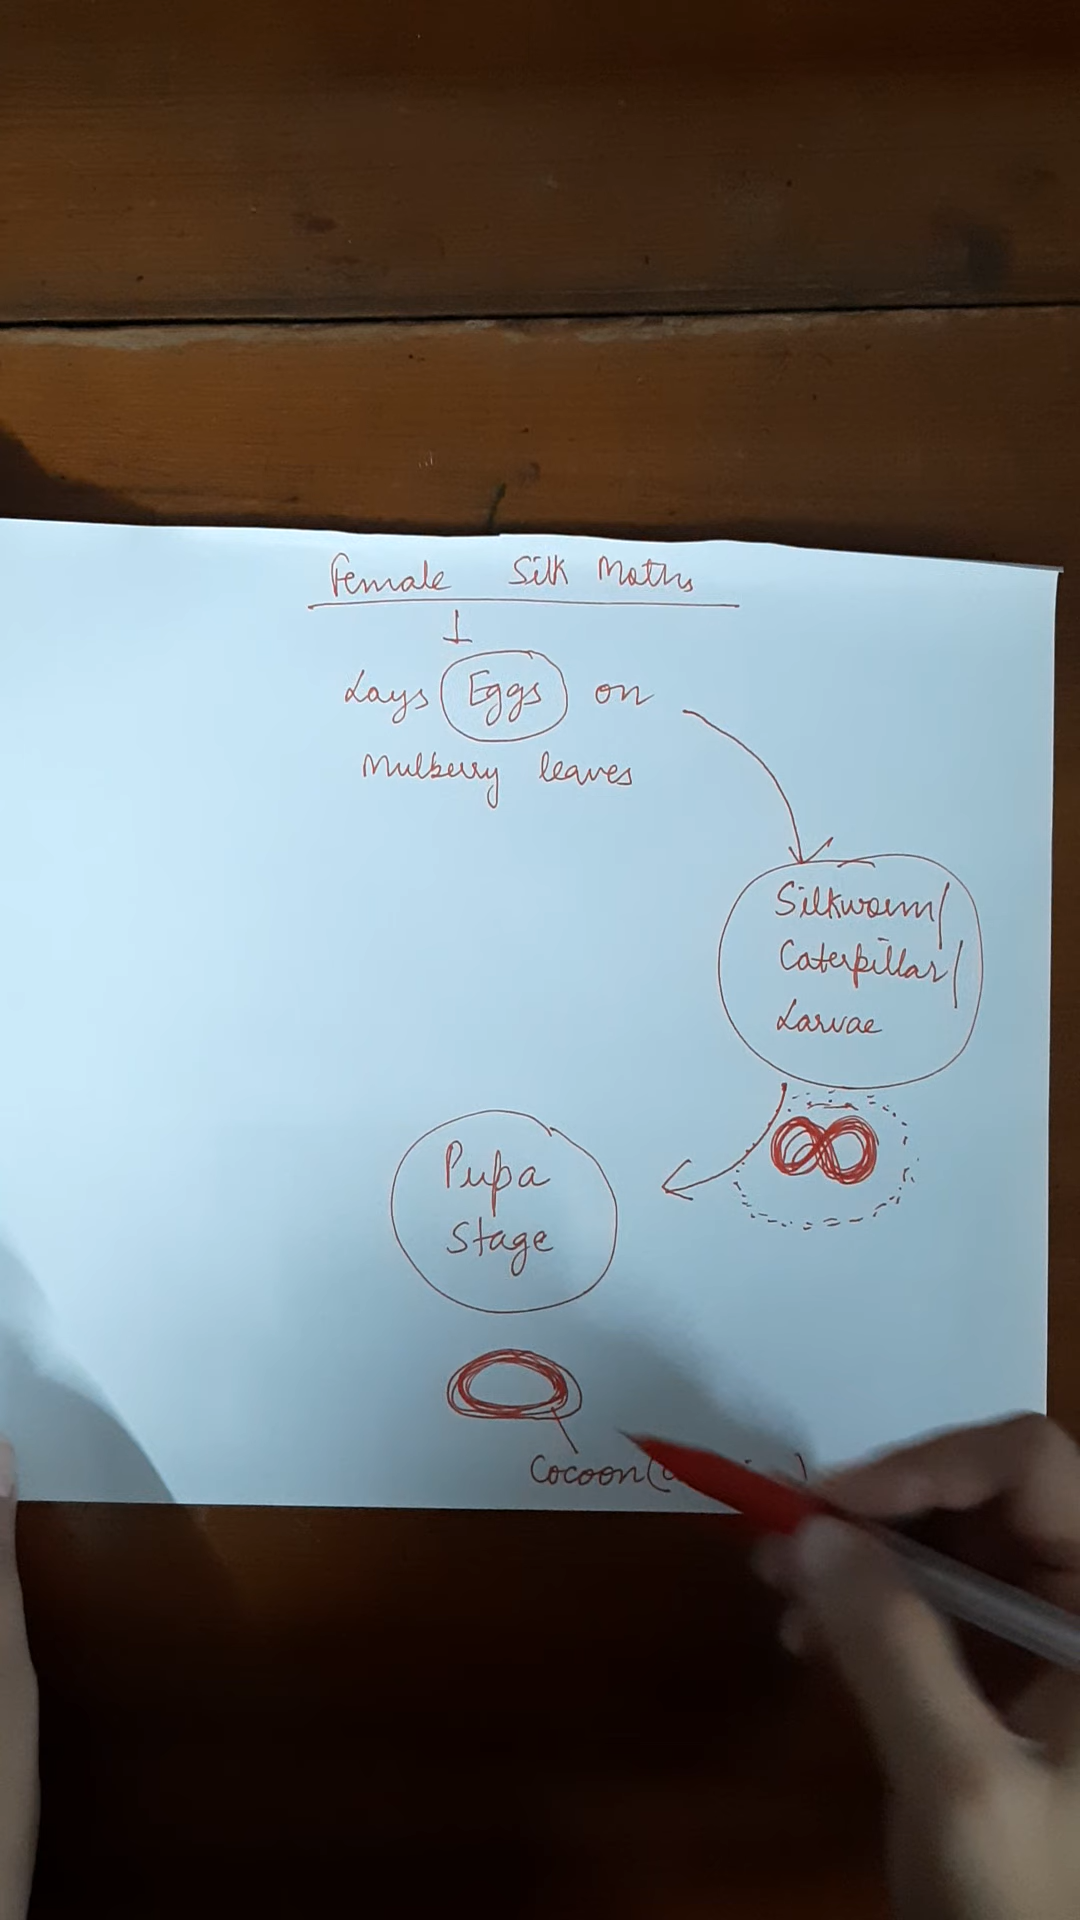 Female Silk Moths
Lays Eggs on
Mulberry leaves
Silkworm/
Caterpillar/
Larvae
Pupa
Stage
Cocoon(